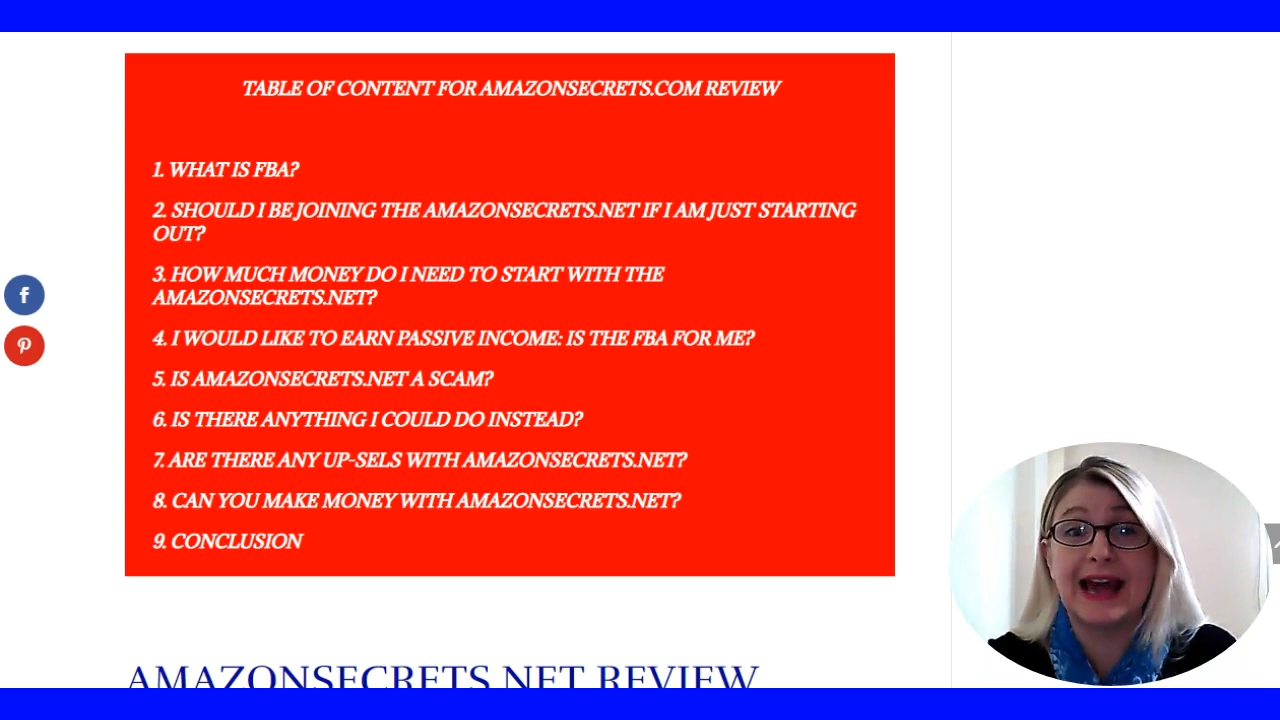 TABLE OF CONTENT FOR AMAZONSECRETS.COM REVIEW
1. WHAT IS FBA?
2. SHOULD I BE JOINING THE AMAZONSECRETS.NET IF I AM JUST STARTING
OUT?
3. HOW MUCH MONEY DO I NEED TO START WITH THE
AMAZONSECRETS.NET?
4. I WOULD LIKE TO EARN PASSIVE INCOME: IS THE FBA FOR ME?
5. IS AMAZONSECRETS.NET A SCAM?
6. IS THERE ANYTHING I COULD DO INSTEAD?
7. ARE THERE ANY UP-SELS WITH AMAZONSECRETS.NET?
8. CAN YOU MAKE MONEY WITH AMAZONSECRETS.NET?
9. CONCLUSION
AMAZONSECRETS.NET REVIEW